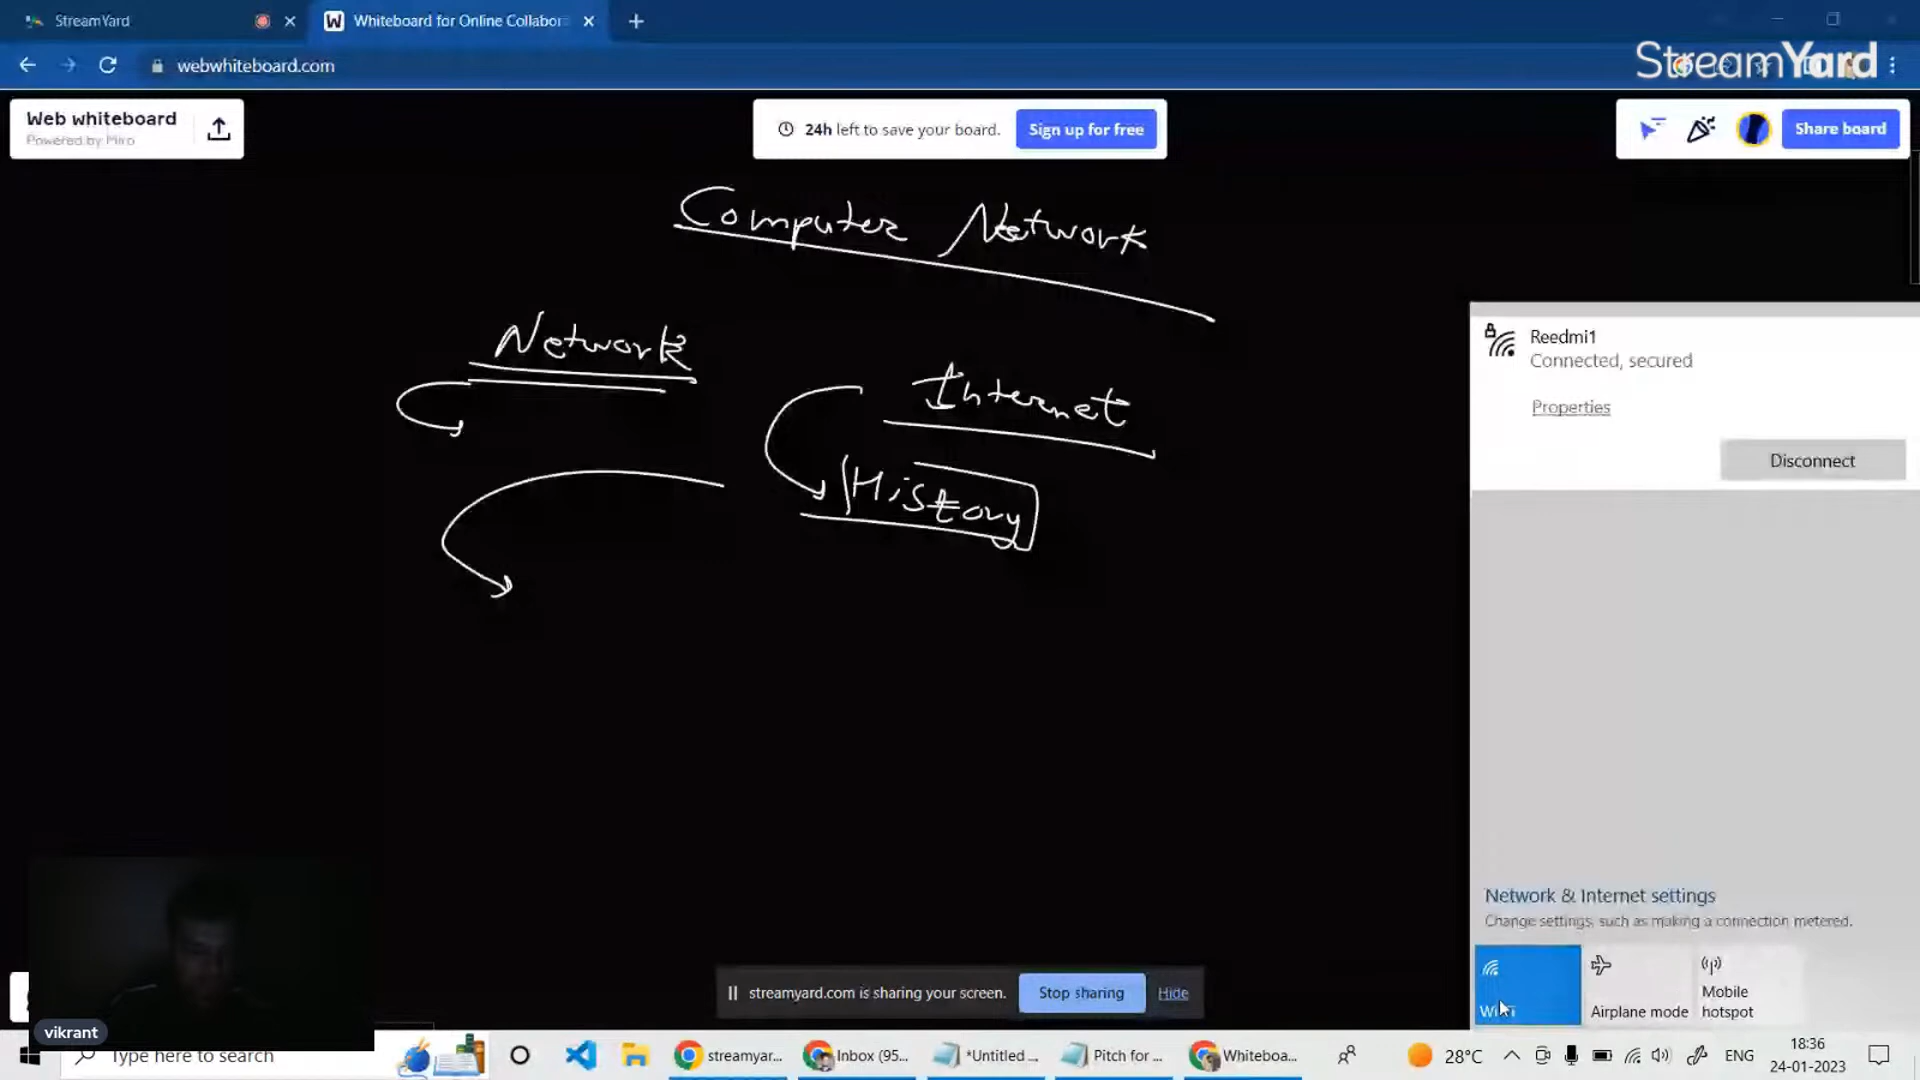 StreamYard
Whiteboard for Online Collabor
webwhiteboard.com
StreamYard
Web whiteboard
Powered by Miro
24h left to save your board.
Sign up for free
Share board
Computer Network
Network
Internet
History
Reedmi1
Connected, secured
Properties
Disconnect
Network & Internet settings
Change settings, such as making a connection metered.
Airplane mode
Mobile hotspot
streamyard.com is sharing your screen.
Stop sharing
Hide
vikrant
Type here to search
streamyar...
Inbox (95...
*Untitled ...
Pitch for ...
Whiteboa...
28°C
ENG
18:36
24-01-2023